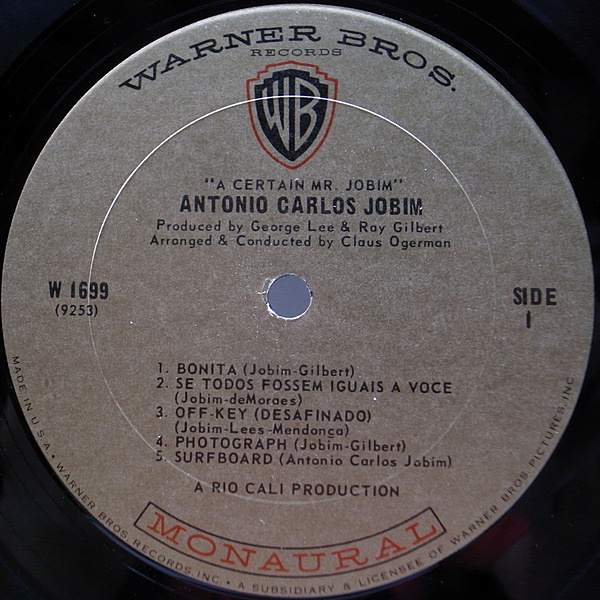 WARNER BROS.
RECORDS
WB
"A CERTAIN MR. JOBIM"
ANTONIO CARLOS JOBIM
Produced by George Lee & Ray Gilbert
Arranged & Conducted by Claus Ogerman
W 1699
(9253)
SIDE
1
1. BONITA (Jobim-Gilbert)
2. SE TODOS FOSSEM IGUAIS A VOCE
(Jobim-deMoraes)
3. OFF-KEY (DESAFINADO)
(Jobim-Lees-Mendonça)
4. PHOTOGRAPH (Jobim-Gilbert)
5. SURFBOARD (Antonio Carlos Jobim)
A RIO CALI PRODUCTION
MONAURAL
MADE IN U.S.A. • WARNER BROS. RECORDS, INC. • A SUBSIDIARY & LICENSEE OF WARNER BROS. PICTURES, INC.